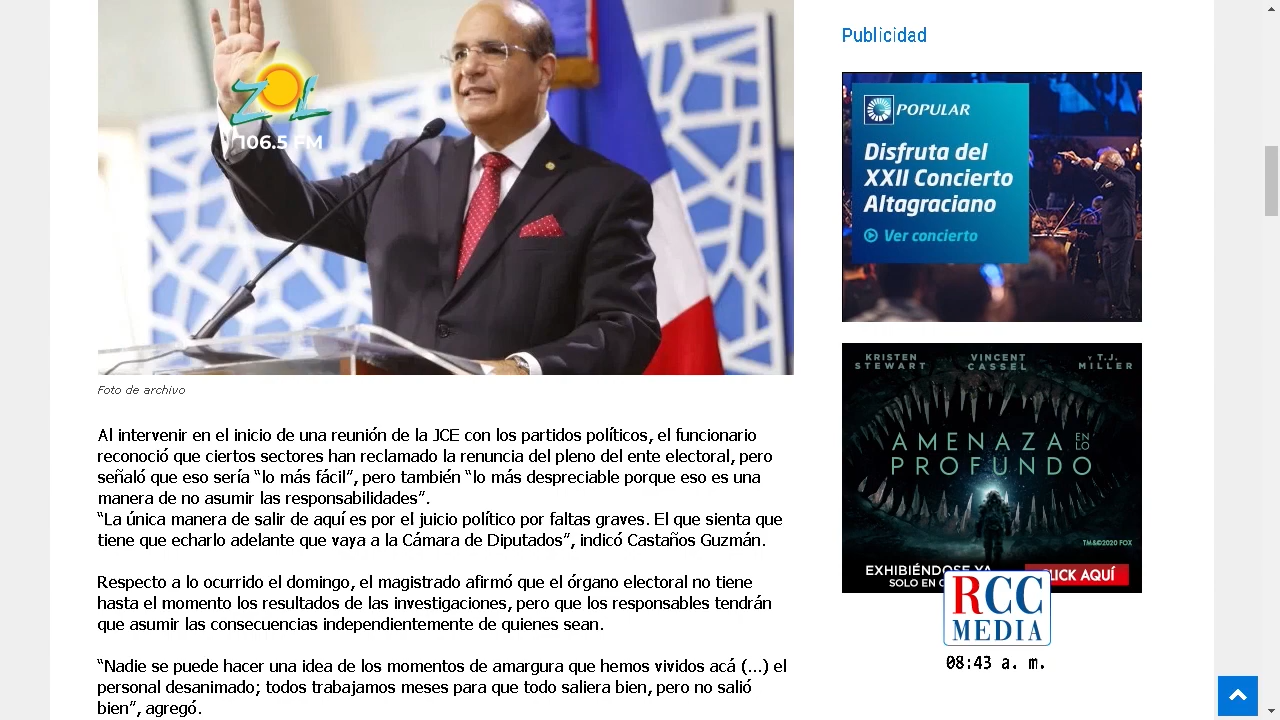 ZOL
106.5 FM
Foto de archivo
Al intervenir en el inicio de una reunión de la JCE con los partidos políticos, el funcionario
reconoció que ciertos sectores han reclamado la renuncia del pleno del ente electoral, pero
señaló que eso sería “lo más fácil”, pero también “lo más despreciable porque eso es una
manera de no asumir las responsabilidades”.
“La única manera de salir de aquí es por el juicio político por faltas graves. El que sienta que
tiene que echarlo adelante que vaya a la Cámara de Diputados”, indicó Castaños Guzmán.
Respecto a lo ocurrido el domingo, el magistrado afirmó que el órgano electoral no tiene
hasta el momento los resultados de las investigaciones, pero que los responsables tendrán
que asumir las consecuencias independientemente de quienes sean.
“Nadie se puede hacer una idea de los momentos de amargura que hemos vividos acá (...) el
personal desanimado; todos trabajamos meses para que todo saliera bien, pero no salió
bien”, agregó.
Publicidad
POPULAR
Disfruta del
XXII Concierto
Altagraciano
Ver concierto
KRISTEN STEWART
VINCENT CASSEL
Y T.J. MILLER
AMENAZA EN LO
PROFUNDO
TM&©2020 FOX
EXHIBIÉNDOSE YA
SOLO EN
CLICK AQUÍ
RCC
MEDIA
08:43 a. m.